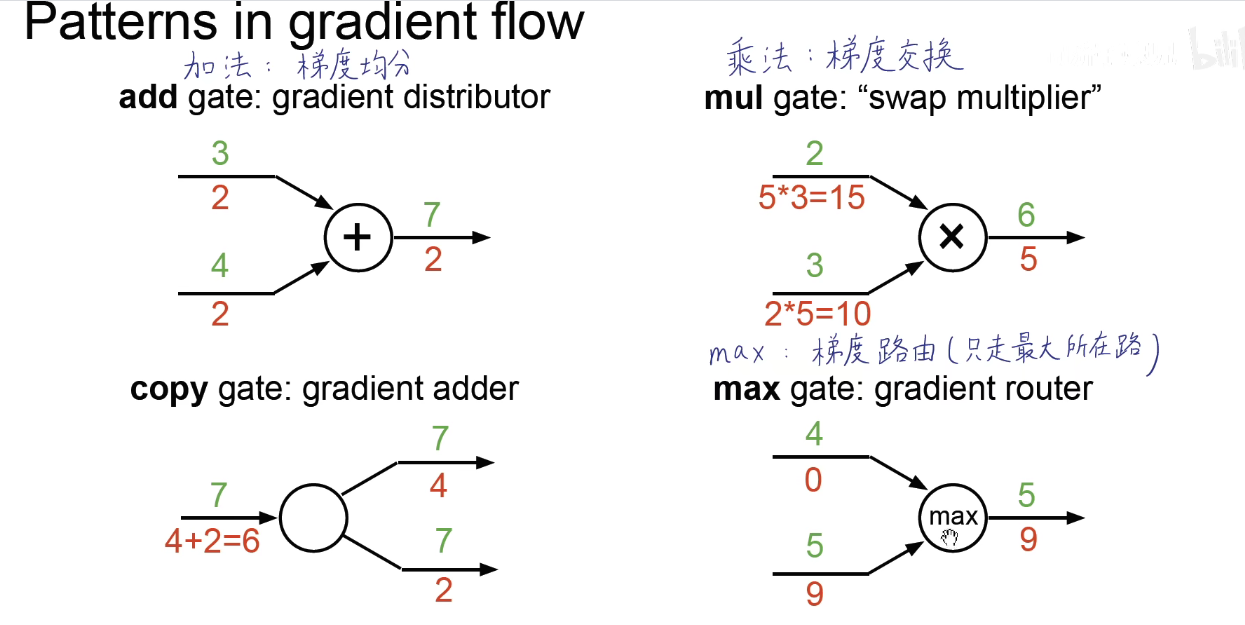 Patterns in gradient flow
加法：梯度均分
add gate: gradient distributor
3
2
4
2
+
7
2
乘法：梯度交换
mul gate: “swap multiplier”
2
5*3=15
3
2*5=10
×
6
5
copy gate: gradient adder
7
4+2=6
7
4
7
2
max：梯度路由(只走最大所在路)
max gate: gradient router
4
0
5
9
max
5
9